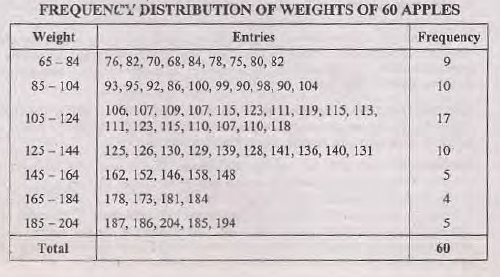 FREQUENCY DISTRIBUTION OF WEIGHTS OF 60 APPLES
Weight Entries Frequency
65 – 84 76, 82, 70, 68, 84, 78, 75, 80, 82 9
85 – 104 93, 95, 92, 86, 100, 99, 90, 98, 90, 104 10
105 – 124 106, 107, 109, 107, 115, 123, 111, 119, 115, 113, 17
111, 123, 115, 110, 107, 110, 118
125 – 144 125, 126, 130, 129, 139, 128, 141, 136, 140, 131 10
145 – 164 162, 152, 146, 158, 148 5
165 – 184 178, 173, 181, 184 4
185 – 204 187, 186, 204, 185, 194 5
Total 60